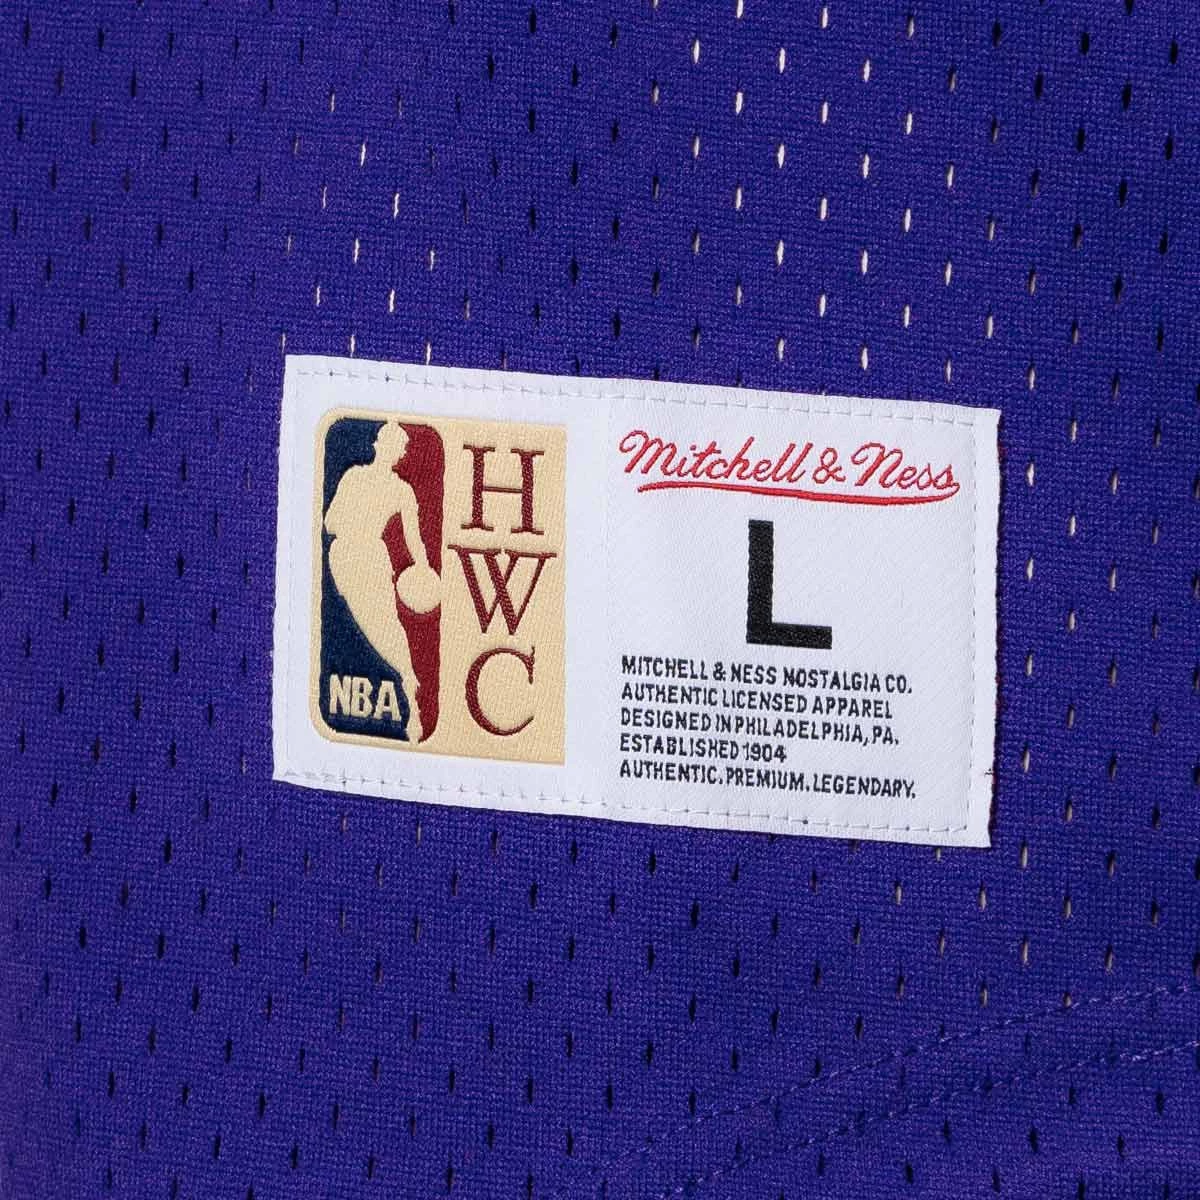 NBA
H
W
C
Mitchell & Ness
L
MITCHELL & NESS NOSTALGIA CO.
AUTHENTIC LICENSED APPAREL
DESIGNED IN PHILADELPHIA, PA.
ESTABLISHED 1904
AUTHENTIC. PREMIUM. LEGENDARY.